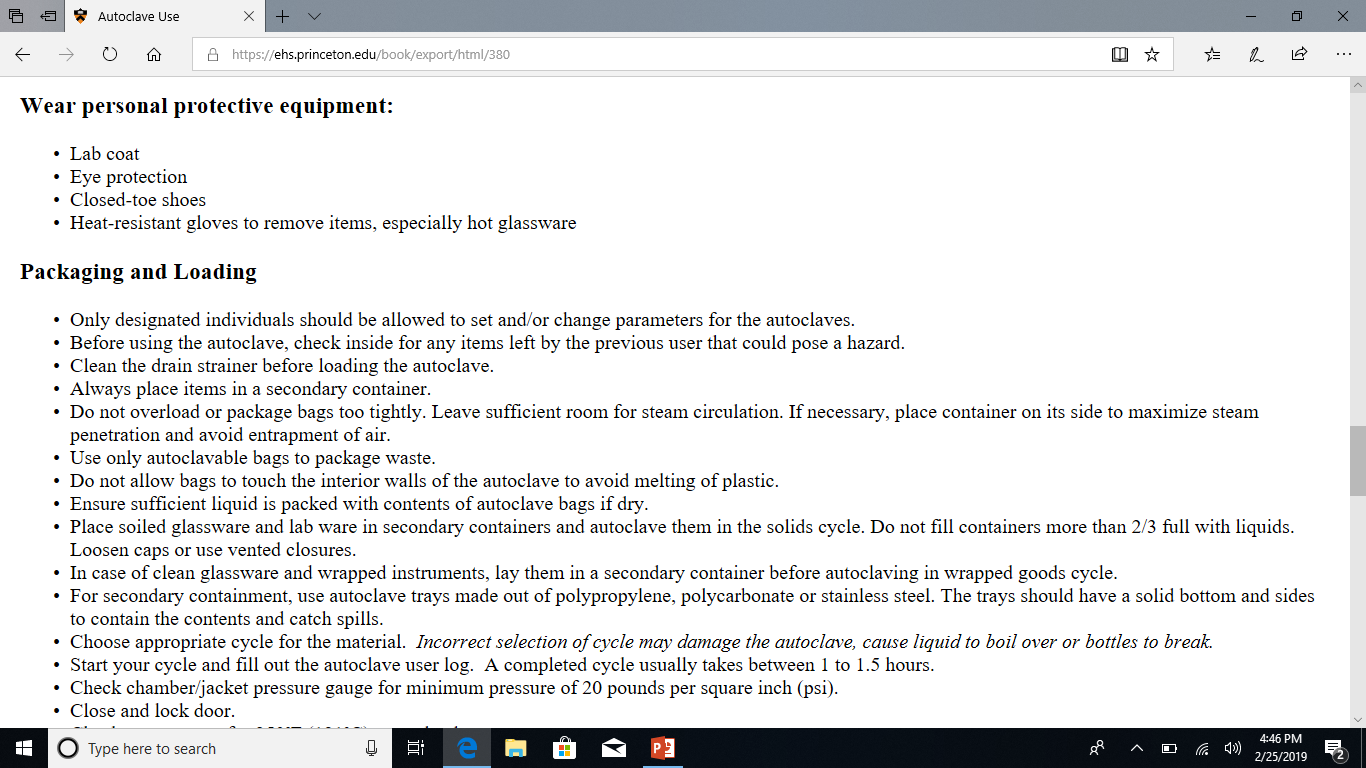 Autoclave Use
https://ehs.princeton.edu/book/export/html/380
Wear personal protective equipment:
• Lab coat
• Eye protection
• Closed-toe shoes
• Heat-resistant gloves to remove items, especially hot glassware
Packaging and Loading
• Only designated individuals should be allowed to set and/or change parameters for the autoclaves.
• Before using the autoclave, check inside for any items left by the previous user that could pose a hazard.
• Clean the drain strainer before loading the autoclave.
• Always place items in a secondary container.
• Do not overload or package bags too tightly. Leave sufficient room for steam circulation. If necessary, place container on its side to maximize steam
penetration and avoid entrapment of air.
• Use only autoclavable bags to package waste.
• Do not allow bags to touch the interior walls of the autoclave to avoid melting of plastic.
• Ensure sufficient liquid is packed with contents of autoclave bags if dry.
• Place soiled glassware and lab ware in secondary containers and autoclave them in the solids cycle. Do not fill containers more than 2/3 full with liquids.
Loosen caps or use vented closures.
• In case of clean glassware and wrapped instruments, lay them in a secondary container before autoclaving in wrapped goods cycle.
• For secondary containment, use autoclave trays made out of polypropylene, polycarbonate or stainless steel. The trays should have a solid bottom and sides
to contain the contents and catch spills.
• Choose appropriate cycle for the material. Incorrect selection of cycle may damage the autoclave, cause liquid to boil over or bottles to break.
• Start your cycle and fill out the autoclave user log. A completed cycle usually takes between 1 to 1.5 hours.
• Check chamber/jacket pressure gauge for minimum pressure of 20 pounds per square inch (psi).
• Close and lock door.
Type here to search
4:46 PM
2/25/2019
2